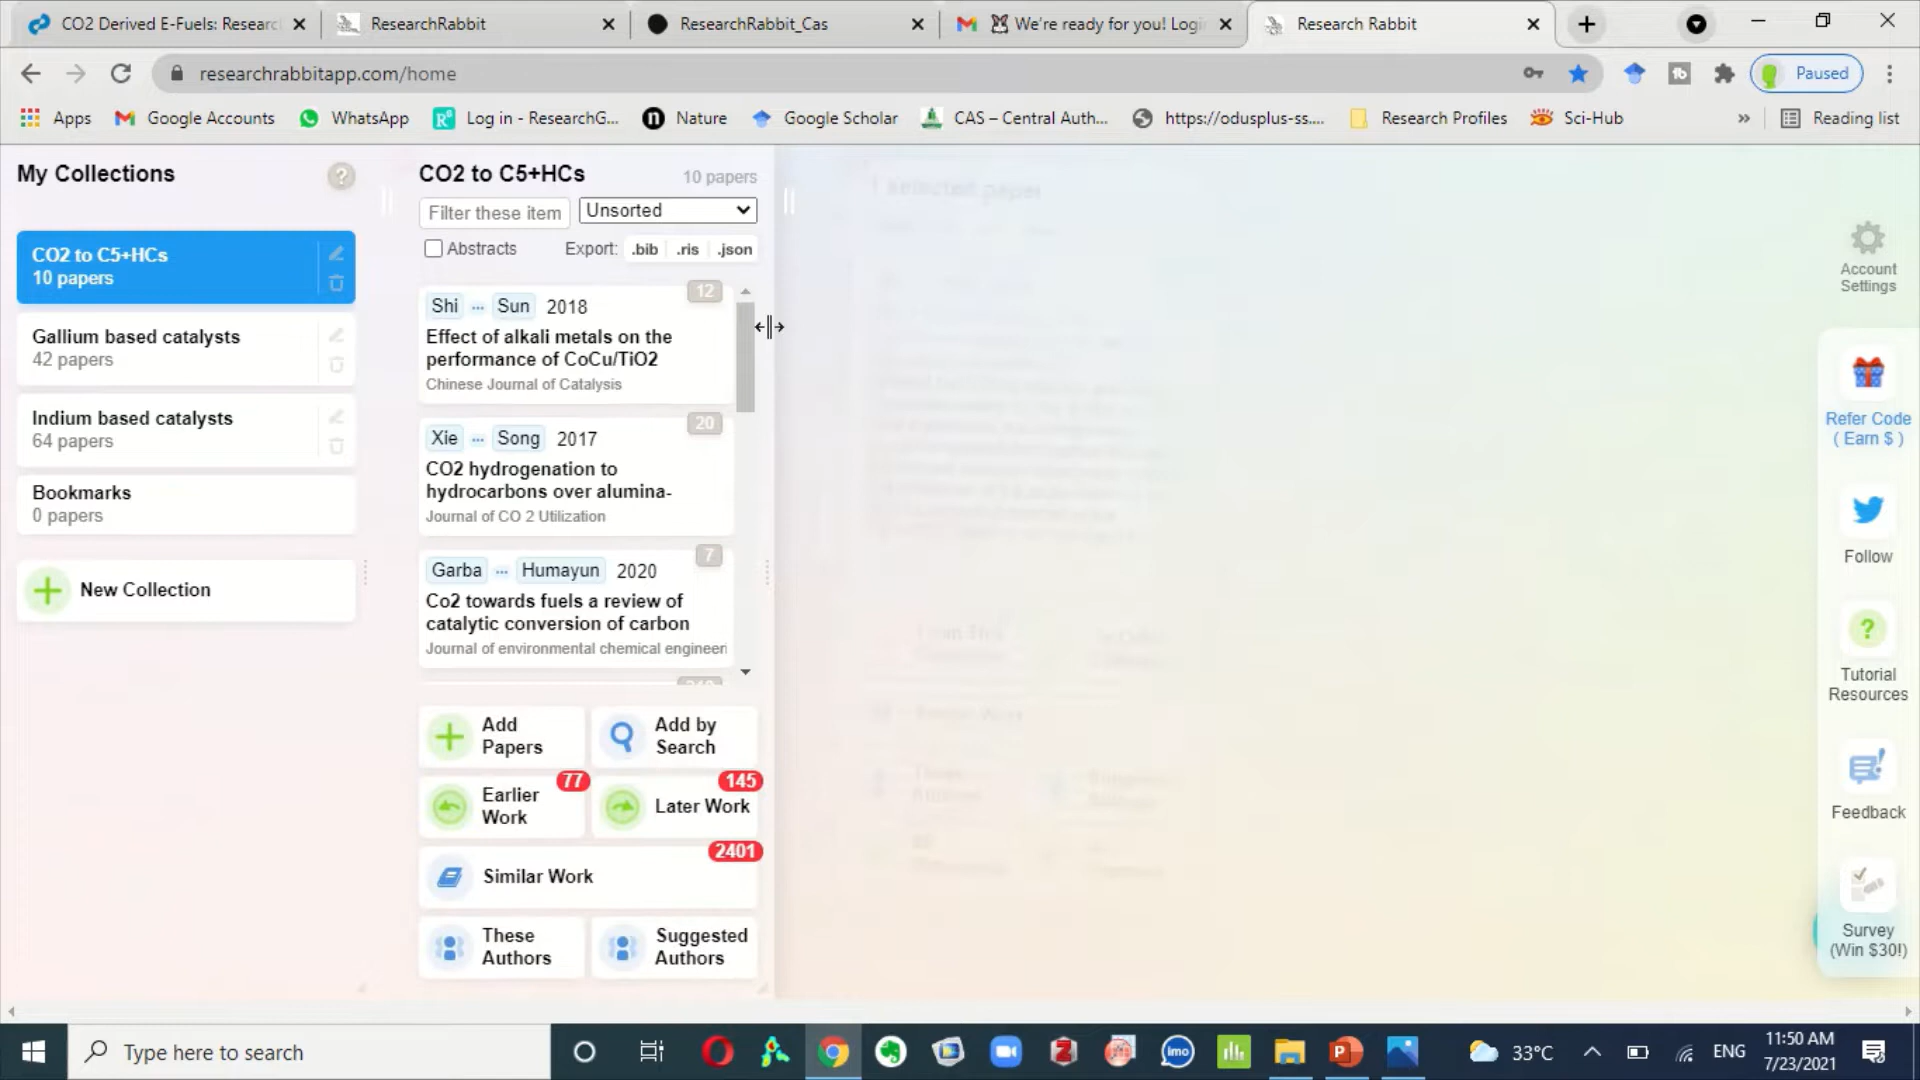 CO2 Derived E-Fuels: Researc
ResearchRabbit
ResearchRabbit_Cas
We're ready for you! Logi
Research Rabbit
researchrabbitapp.com/home
Paused
Apps
Google Accounts
WhatsApp
Log in - ResearchG...
Nature
Google Scholar
CAS – Central Auth...
https://odusplus-ss....
Research Profiles
Sci-Hub
»
Reading list
My Collections
?
CO2 to C5+HCs
10 papers
Gallium based catalysts
42 papers
Indium based catalysts
64 papers
Bookmarks
0 papers
New Collection
CO2 to C5+HCs
10 papers
Filter these item
Unsorted
Abstracts
Export: .bib .ris .json
12
Shi ... Sun 2018
Effect of alkali metals on the
performance of CoCu/TiO2
Chinese Journal of Catalysis
20
Xie ... Song 2017
CO2 hydrogenation to
hydrocarbons over alumina-
Journal of CO 2 Utilization
7
Garba ... Humayun 2020
Co2 towards fuels a review of
catalytic conversion of carbon
Journal of environmental chemical engineeri
Add
Papers
Add by
Search
77
Earlier
Work
145
Later Work
2401
Similar Work
These
Authors
Suggested
Authors
1 selected paper
Account
Settings
Refer Code
( Earn $ )
Follow
?
Tutorial
Resources
Feedback
Survey
(Win $30!)
Type here to search
imo
33°C
ENG
11:50 AM
7/23/2021